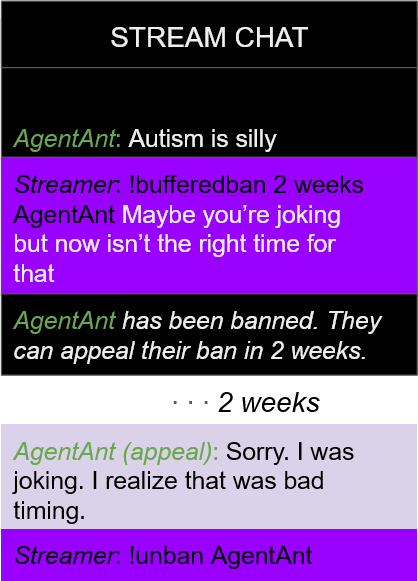 STREAM CHAT
AgentAnt: Autism is silly
Streamer: !bufferedban 2 weeks
AgentAnt Maybe you're joking
but now isn't the right time for
that
AgentAnt has been banned. They
can appeal their ban in 2 weeks.
· · · 2 weeks
AgentAnt (appeal): Sorry. I was
joking. I realize that was bad
timing.
Streamer: !unban AgentAnt